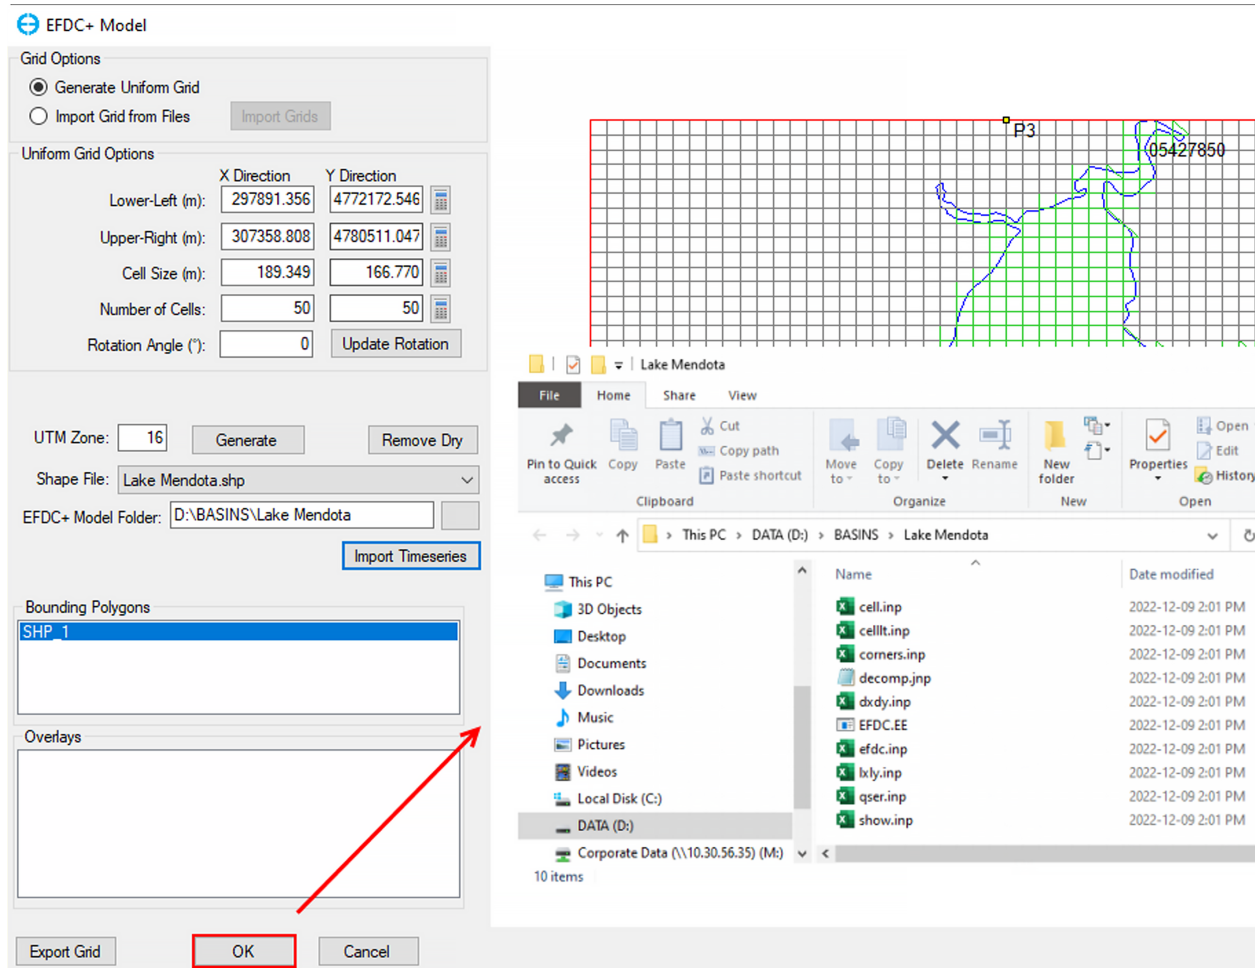 EFDC+ Model
Grid Options
Generate Uniform Grid
Import Grid from Files Import Grids
Uniform Grid Options
X Direction Y Direction
Lower-Left (m): 297891.356 4772172.546
Upper-Right (m): 307358.808 4780511.047
Cell Size (m): 189.349 166.770
Number of Cells: 50 50
Rotation Angle (°): 0 Update Rotation
UTM Zone: 16 Generate Remove Dry
Shape File: Lake Mendota.shp
EFDC+ Model Folder: D:\BASINS\Lake Mendota
Import Timeseries
Bounding Polygons
SHP_1
Overlays
Export Grid OK Cancel
P3
05427850
Lake Mendota
File Home Share View
Pin to Quick access
Copy
Paste
Cut
Copy path
Paste shortcut
Clipboard
Move to
Copy to
Delete
Rename
Organize
New folder
New
Properties
Open
Edit
History
Open
This PC > DATA (D:) > BASINS > Lake Mendota
This PC
3D Objects
Desktop
Documents
Downloads
Music
Pictures
Videos
Local Disk (C:)
DATA (D:)
Corporate Data (\\10.30.56.35) (M:)
Name Date modified
cell.inp 2022-12-09 2:01 PM
celllt.inp 2022-12-09 2:01 PM
corners.inp 2022-12-09 2:01 PM
decomp.jnp 2022-12-09 2:01 PM
dxdy.inp 2022-12-09 2:01 PM
EFDC.EE 2022-12-09 2:01 PM
efdc.inp 2022-12-09 2:01 PM
lxly.inp 2022-12-09 2:01 PM
qser.inp 2022-12-09 2:01 PM
show.inp 2022-12-09 2:01 PM
10 items